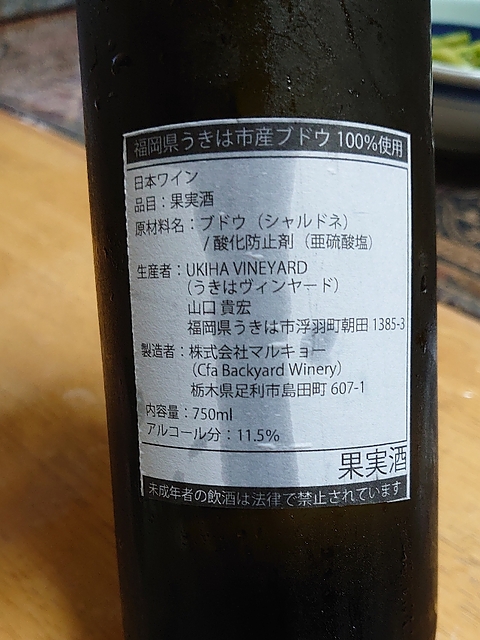 福岡県うきは市産ブドウ 100%使用
日本ワイン
品目：果実酒
原材料名：ブドウ（シャルドネ）
/ 酸化防止剤（亜硫酸塩）
生産者：UKIHA VINEYARD
（うきはヴィンヤード）
山口 貴宏
福岡県うきは市浮羽町朝田 1385-3
製造者：株式会社マルキョー
（Cfa Backyard Winery）
栃木県足利市島田町 607-1
内容量：750ml
アルコール分：11.5%
果実酒
未成年者の飲酒は法律で禁止されています